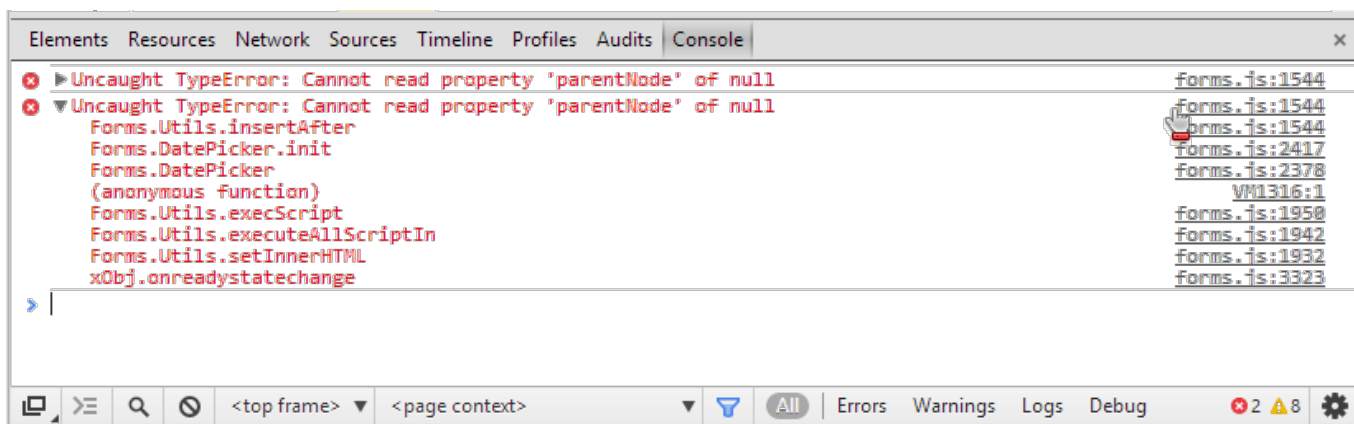 Elements Resources Network Sources Timeline Profiles Audits Console ×
Uncaught TypeError: Cannot read property 'parentNode' of null forms.js:1544
Uncaught TypeError: Cannot read property 'parentNode' of null forms.js:1544
Forms.Utils.insertAfter forms.js:1544
Forms.DatePicker.init forms.js:2417
Forms.DatePicker forms.js:2378
(anonymous function) VM1316:1
Forms.Utils.execScript forms.js:1950
Forms.Utils.executeAllScriptIn forms.js:1942
Forms.Utils.setInnerHTML forms.js:1932
xObj.onreadystatechange forms.js:3323
<top frame> <page context> All Errors Warnings Logs Debug 2 8